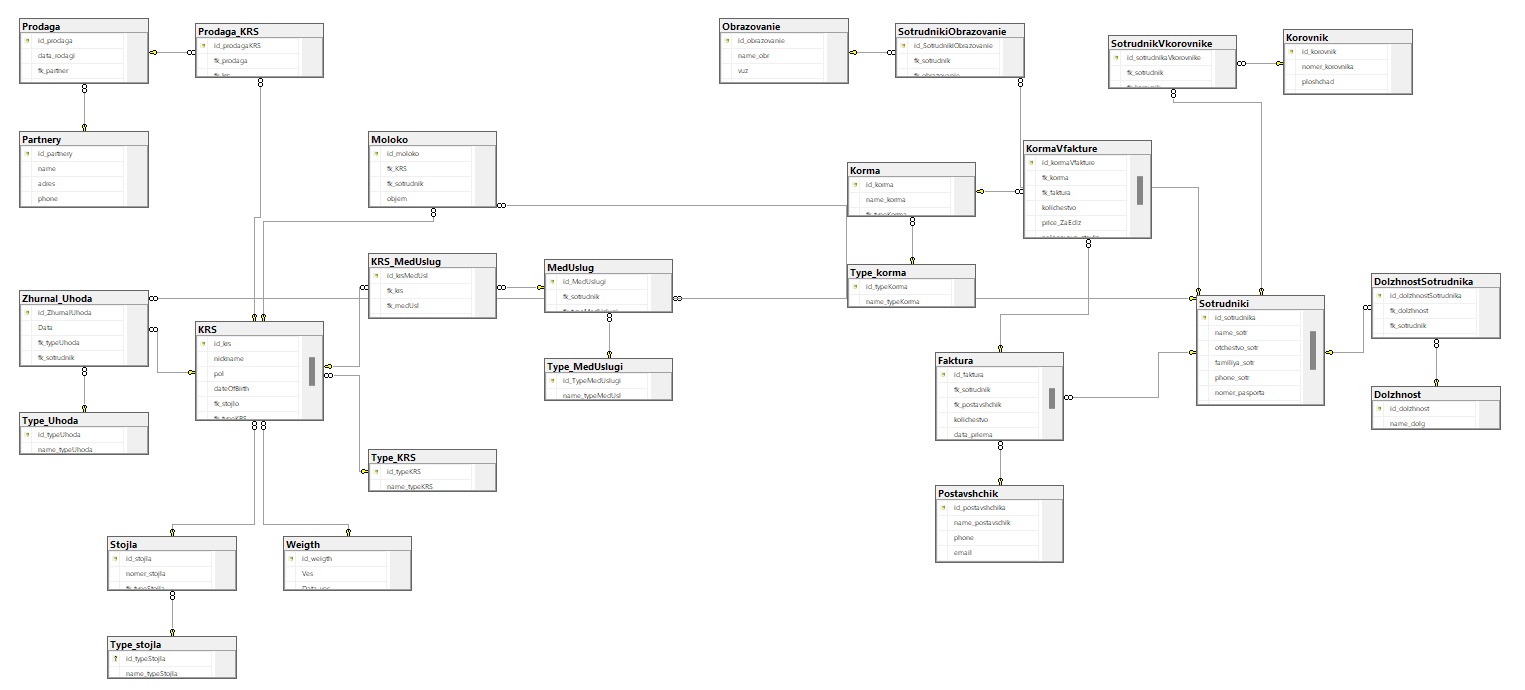 Prodaga
id_prodaga
data_rodagi
fk_partner
Prodaga_KRS
id_prodagaKRS
fk_prodaga
fk_krs
Obrazovanie
id_obrazovanie
name_obr
vuz
SotrudnikiObrazovanie
id_SotrudnikiObrazovanie
fk_sotrudnik
fk_obrazovanie
SotrudnikVkorovnike
id_sotrudnikaVkorovnike
fk_sotrudnik
Korovnik
id_korovnik
nomer_korovnika
ploshchad
Partnery
id_partnery
name
adres
phone
Moloko
id_moloko
fk_KRS
fk_sotrudnik
objem
Korma
id_korma
name_korma
fk_typeKorma
KormaVfakture
id_kormaVfakture
fk_korma
fk_faktura
kolichestvo
price_ZaEdiz
KRS_MedUslug
id_krsMedUsl
fk_krs
fk_medUsl
MedUslug
id_MedUslugi
fk_sotrudnik
fk_typeMedUslugi
Type_korma
id_typeKorma
name_typeKorma
Zhurnal_Uhoda
id_ZhurnalUhoda
Data
fk_typeUhoda
fk_sotrudnik
KRS
id_krs
nickname
pol
dateOfBirth
fk_stojlo
fk_typeKRS
Sotrudniki
id_sotrudnika
name_sotr
otchestvo_sotr
familiya_sotr
phone_sotr
nomer_pasporta
DolzhnostSotrudnika
id_dolzhnostSotrudnika
fk_dolzhnost
fk_sotrudnik
Type_MedUslugi
id_TypeMedUslugi
name_typeMedUsl
Faktura
id_faktura
fk_sotrudnik
fk_postavshchik
kolichestvo
data_priema
Dolzhnost
id_dolzhnost
name_dolg
Type_Uhoda
id_typeUhoda
name_typeUhoda
Type_KRS
id_typeKRS
name_typeKRS
Postavshchik
id_postavshchika
name_postavschik
phone
email
Stojla
id_stojla
nomer_stojla
fk_typeStojla
Weigth
id_weigth
Ves
Data_ves
Type_stojla
id_typeStojla
name_typeStojla